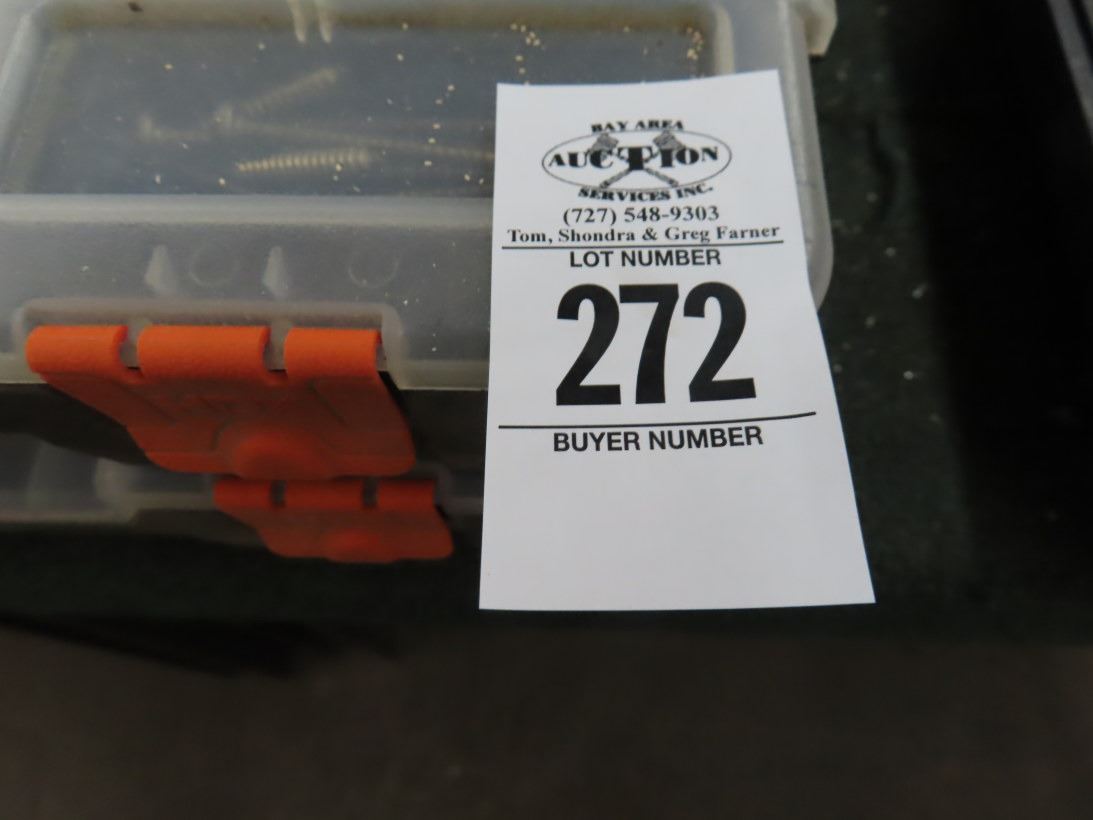 BAY AREA
AUCTION
SERVICES INC.
(727) 548-9303
Tom, Shondra & Greg Farner
LOT NUMBER
272
BUYER NUMBER